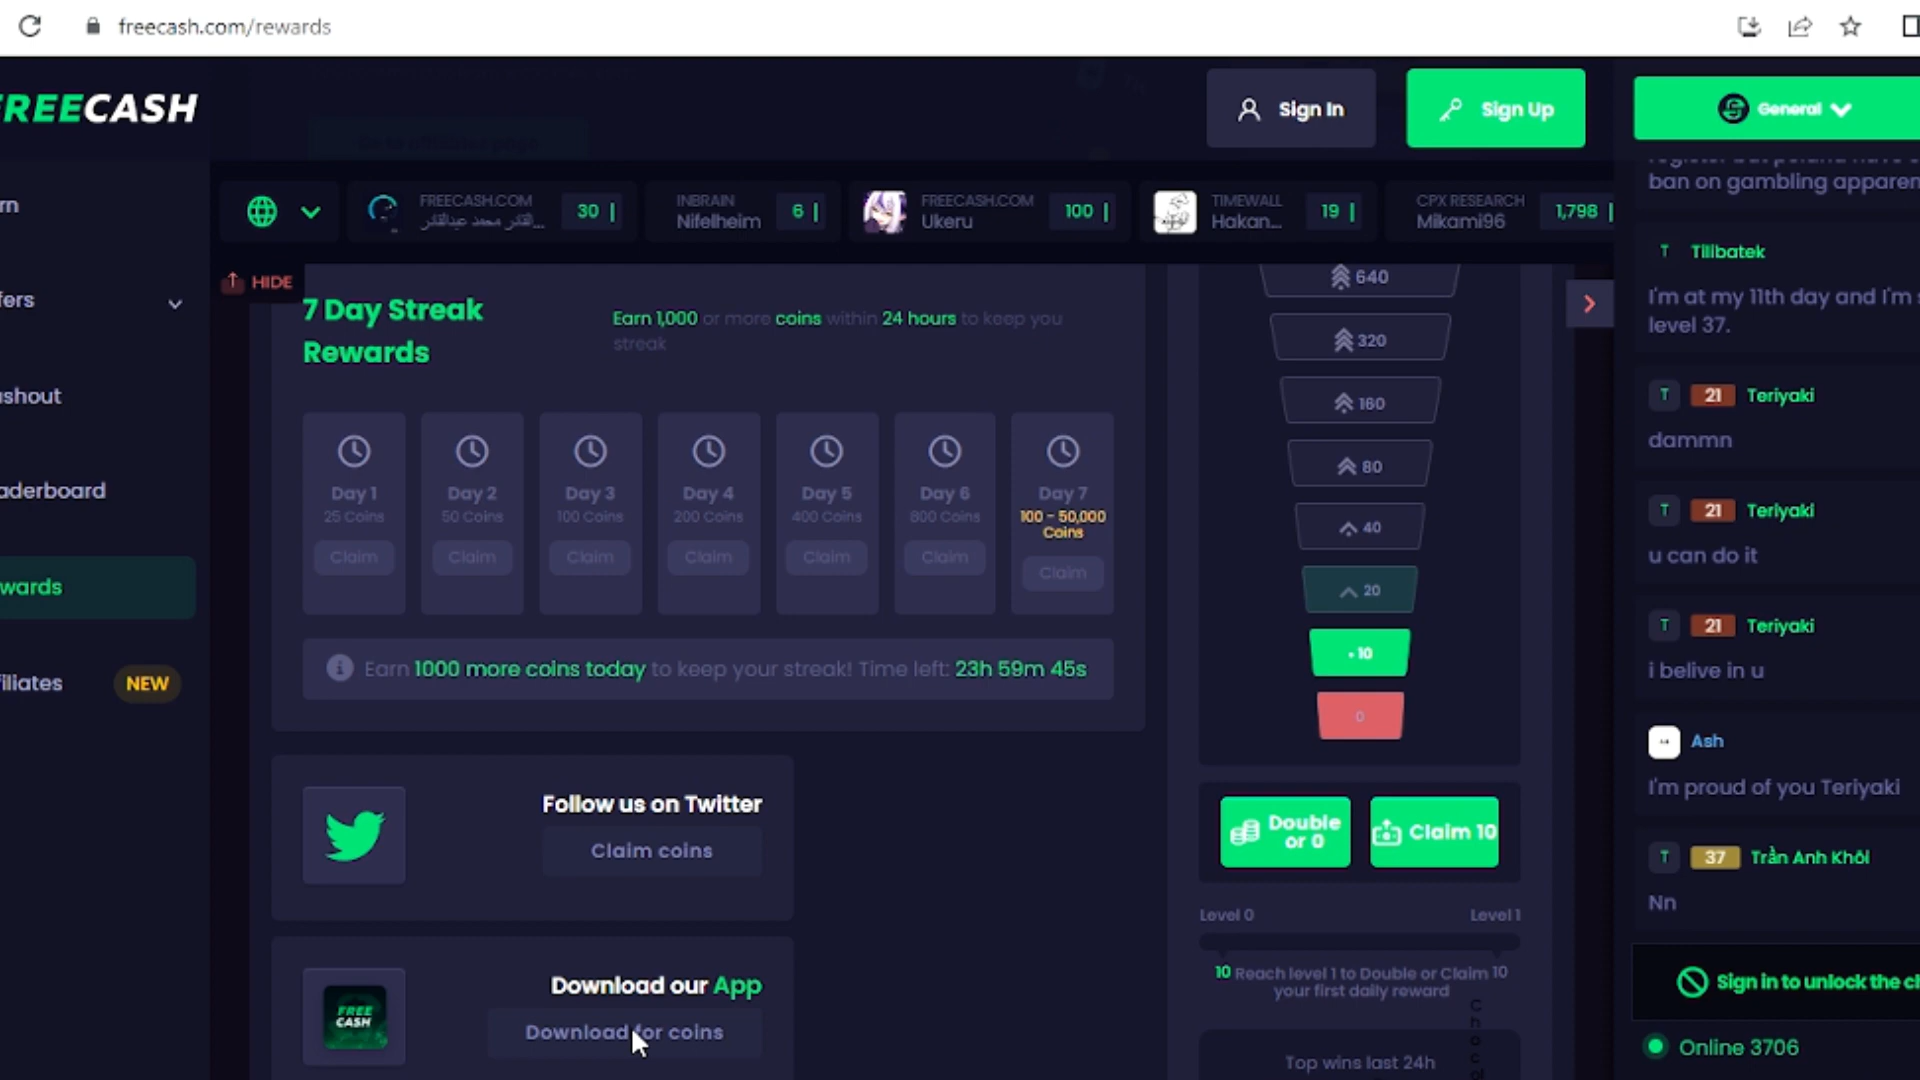 freecash.com/rewards
FREECASH
Sign In
Sign Up
General
rn
FREECASH.COM
30
INBRAIN
Nifelheim
6
FREECASH.COM
Ukeru
100
TIMEWALL
Hakan...
19
CPX RESEARCH
Mikami96
1,798
HIDE
fers
shout
aderboard
wards
filiates
NEW
7 Day Streak
Rewards
Earn 1,000 or more coins within 24 hours to keep you
streak
Day 1
25 Coins
Claim
Day 2
50 Coins
Claim
Day 3
100 Coins
Claim
Day 4
200 Coins
Claim
Day 5
400 Coins
Claim
Day 6
800 Coins
Claim
Day 7
100 - 50,000
Coins
Claim
Earn 1000 more coins today to keep your streak! Time left: 23h 59m 45s
Follow us on Twitter
Claim coins
FREE
CASH
Download our App
Download for coins
640
320
160
80
40
20
10
0
Double
or 0
Claim 10
Level 0
Level 1
10 Reach level 1 to Double or Claim 10
your first daily reward
Top wins last 24h
ban on gambling apparen
Tillbatek
I'm at my 11th day and I'm s
level 37.
T 21 Teriyaki
dammn
T 21 Teriyaki
u can do it
T 21 Teriyaki
i belive in u
Ash
I'm proud of you Teriyaki
T 37 Trần Anh Khôi
Nn
Sign in to unlock the ch
Online 3706